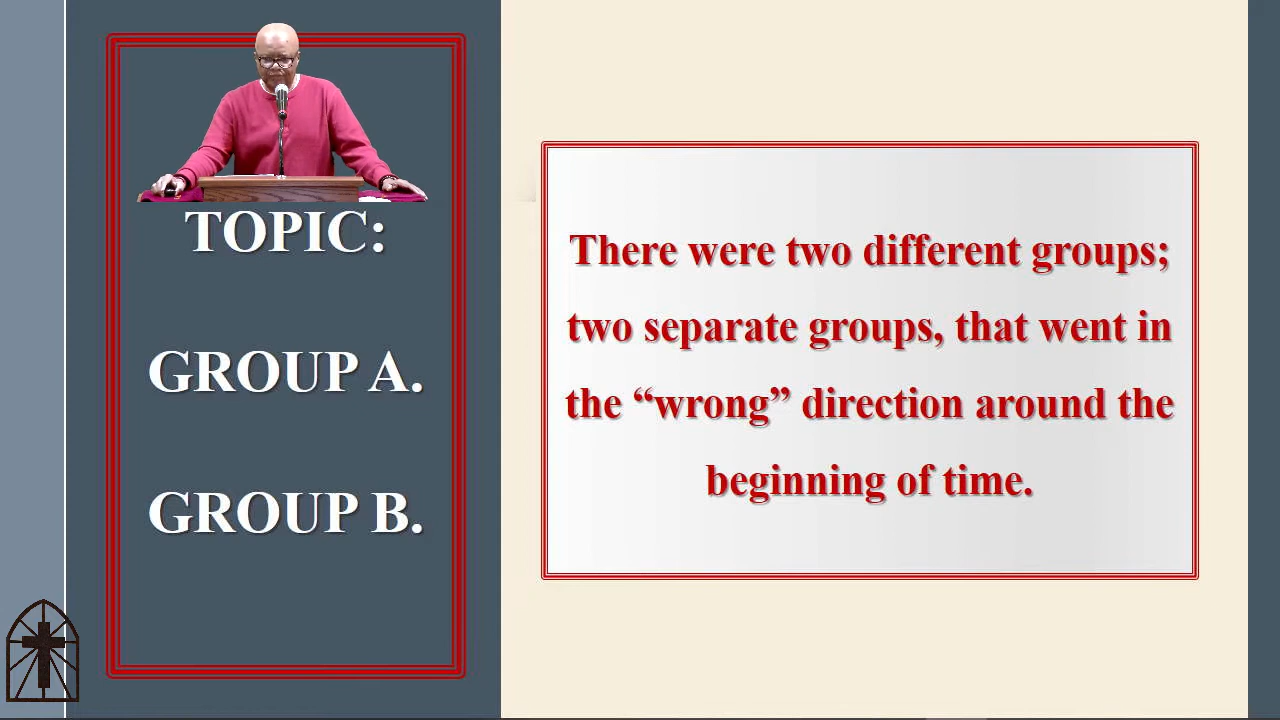 TOPIC:
GROUP A.
GROUP B.
There were two different groups;
two separate groups, that went in
the “wrong” direction around the
beginning of time.